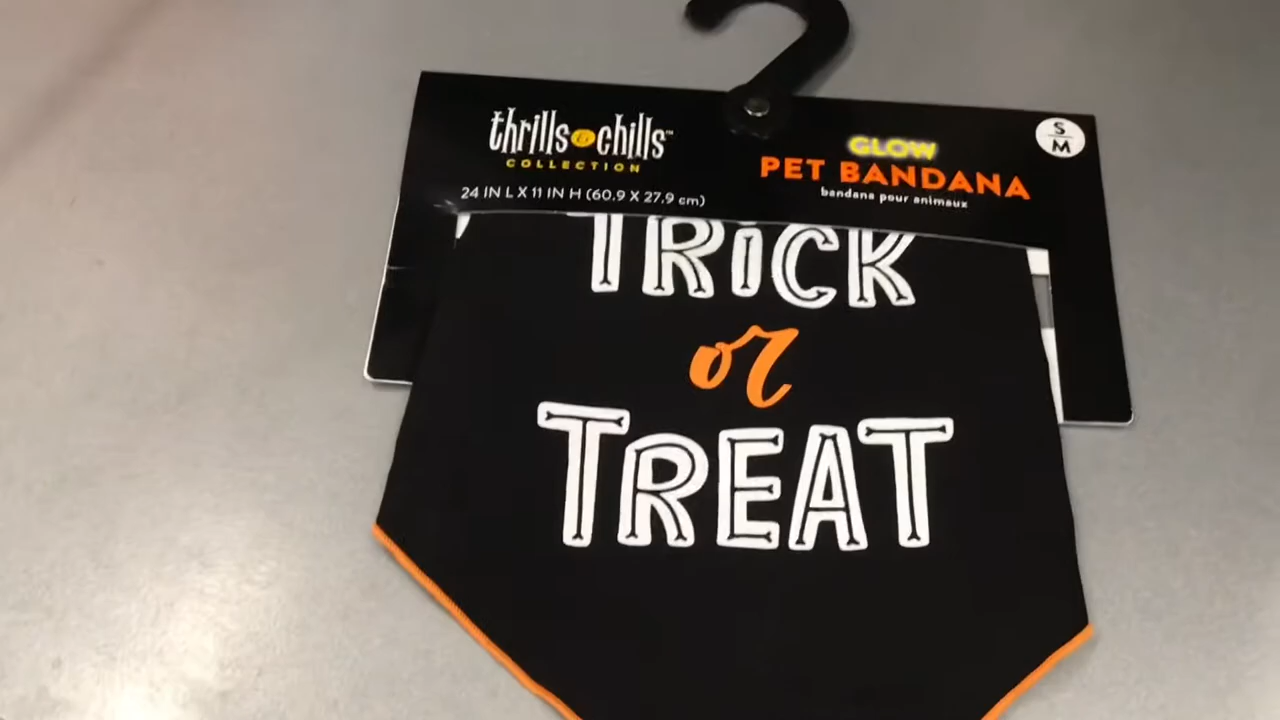 thrills & chills™
COLLECTION
24 IN L X 11 IN H (60.9 X 27.9 cm)
GLOW
PET BANDANA
bandana pour animaux
S
M
TRiCK
or
TREAT